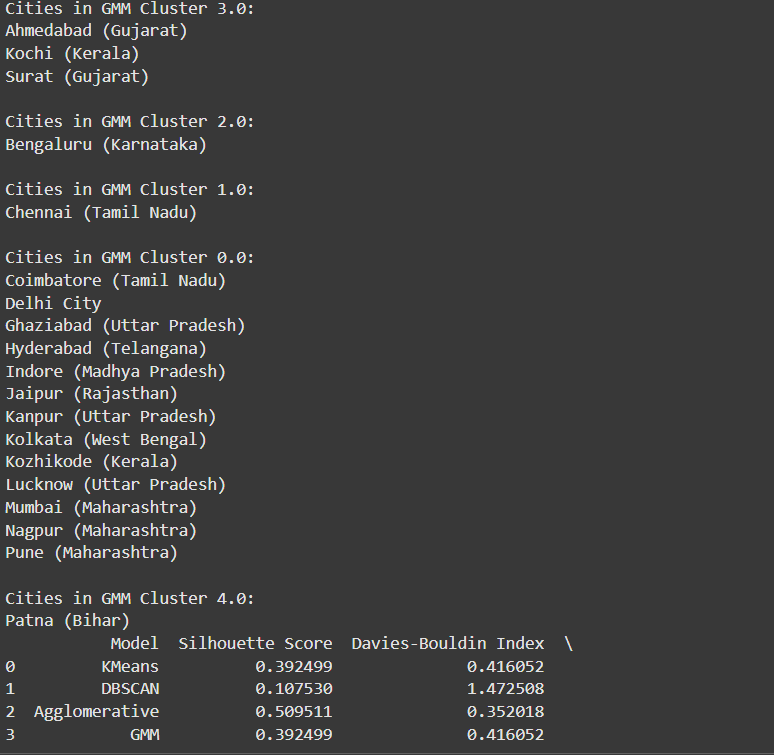 Cities in GMM Cluster 3.0:
Ahmedabad (Gujarat)
Kochi (Kerala)
Surat (Gujarat)

Cities in GMM Cluster 2.0:
Bengaluru (Karnataka)

Cities in GMM Cluster 1.0:
Chennai (Tamil Nadu)

Cities in GMM Cluster 0.0:
Coimbatore (Tamil Nadu)
Delhi City
Ghaziabad (Uttar Pradesh)
Hyderabad (Telangana)
Indore (Madhya Pradesh)
Jaipur (Rajasthan)
Kanpur (Uttar Pradesh)
Kolkata (West Bengal)
Kozhikode (Kerala)
Lucknow (Uttar Pradesh)
Mumbai (Maharashtra)
Nagpur (Maharashtra)
Pune (Maharashtra)

Cities in GMM Cluster 4.0:
Patna (Bihar)
           Model  Silhouette Score  Davies-Bouldin Index  \
0         KMeans          0.392499              0.416052
1         DBSCAN          0.107530              1.472508
2  Agglomerative          0.509511              0.352018
3            GMM          0.392499              0.416052